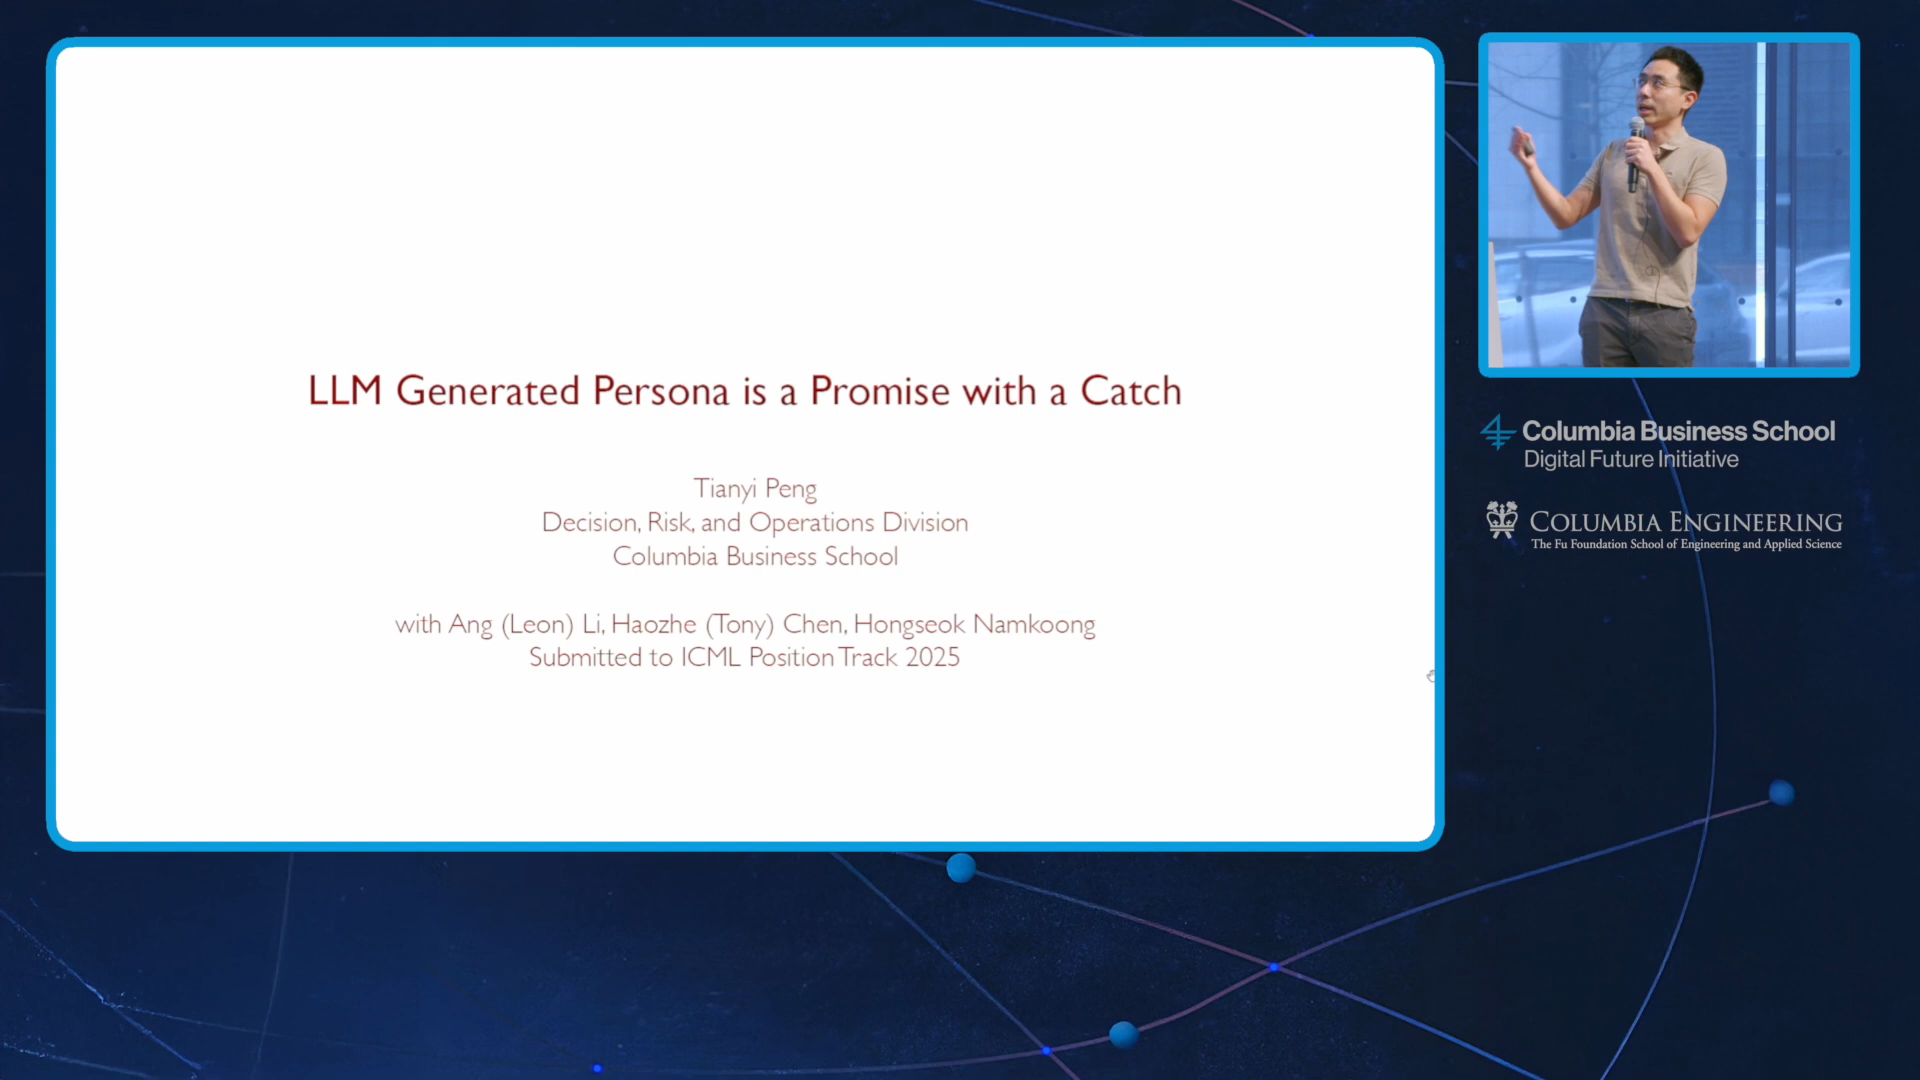 LLM Generated Persona is a Promise with a Catch
Tianyi Peng
Decision, Risk, and Operations Division
Columbia Business School
with Ang (Leon) Li, Haozhe (Tony) Chen, Hongseok Namkoong
Submitted to ICML Position Track 2025
Columbia Business School
Digital Future Initiative
COLUMBIA ENGINEERING
The Fu Foundation School of Engineering and Applied Science